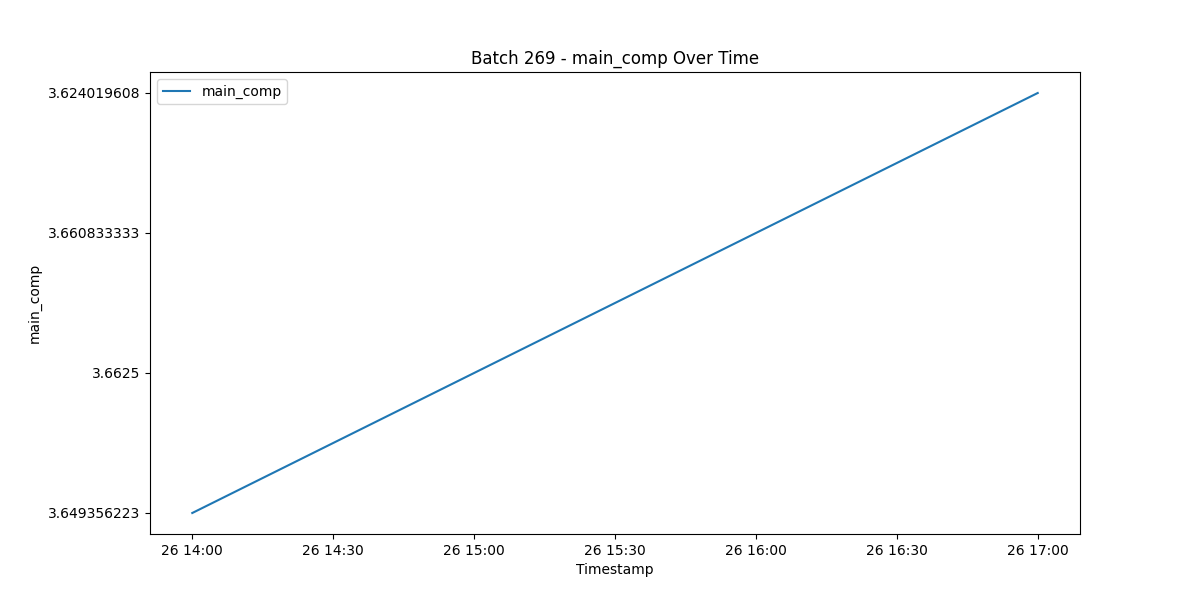 Batch 269 - main_comp Over Time
main_comp
3.624019608
3.660833333
3.6625
3.649356223
main_comp
26 14:00
26 14:30
26 15:00
26 15:30
26 16:00
26 16:30
26 17:00
Timestamp